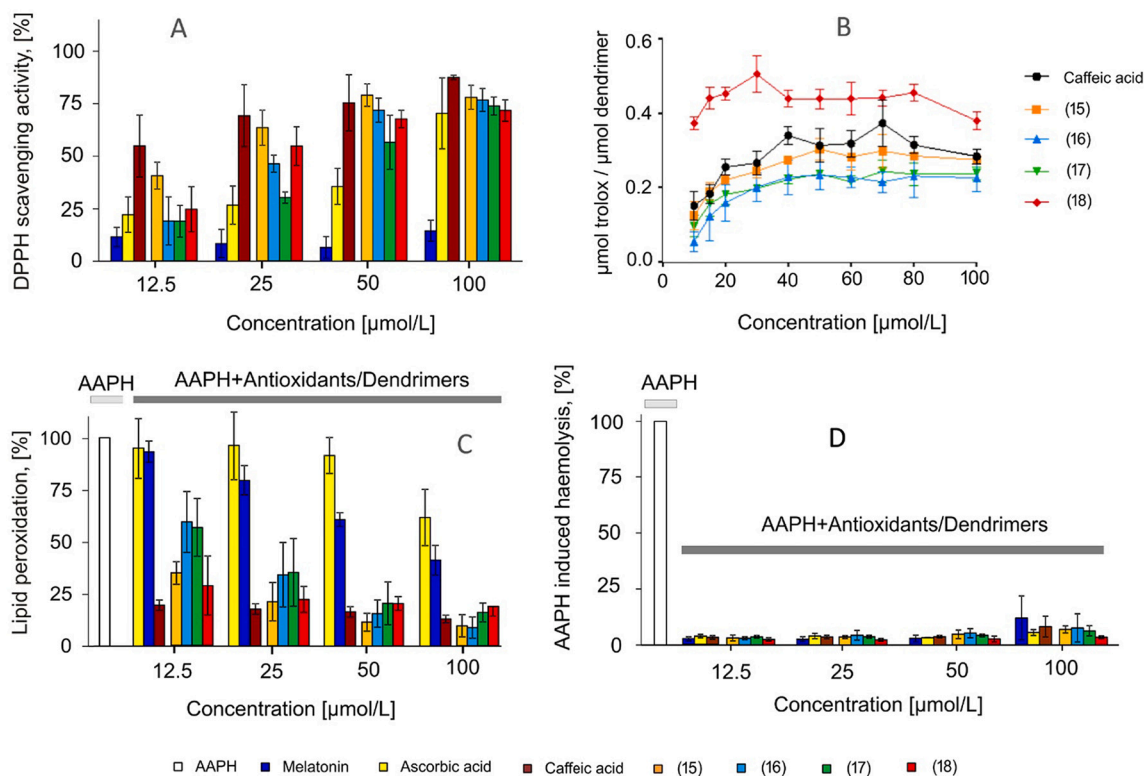 A
DPPH scavenging activity, [%]
100
75
50
25
0
12.5 25 50 100
Concentration [µmol/L]
B
µmol trolox / µmol dendrimer
0.6
0.4
0.2
0.0
0 20 40 60 80 100
Concentration [µmol/L]
Caffeic acid
(15)
(16)
(17)
(18)
AAPH
AAPH+Antioxidants/Dendrimers
C
Lipid peroxidation, [%]
100
75
50
25
0
12.5 25 50 100
Concentration [µmol/L]
AAPH
D
AAPH induced haemolysis, [%]
AAPH+Antioxidants/Dendrimers
100
75
50
25
0
12.5 25 50 100
Concentration [µmol/L]
AAPH Melatonin Ascorbic acid Caffeic acid (15) (16) (17) (18)